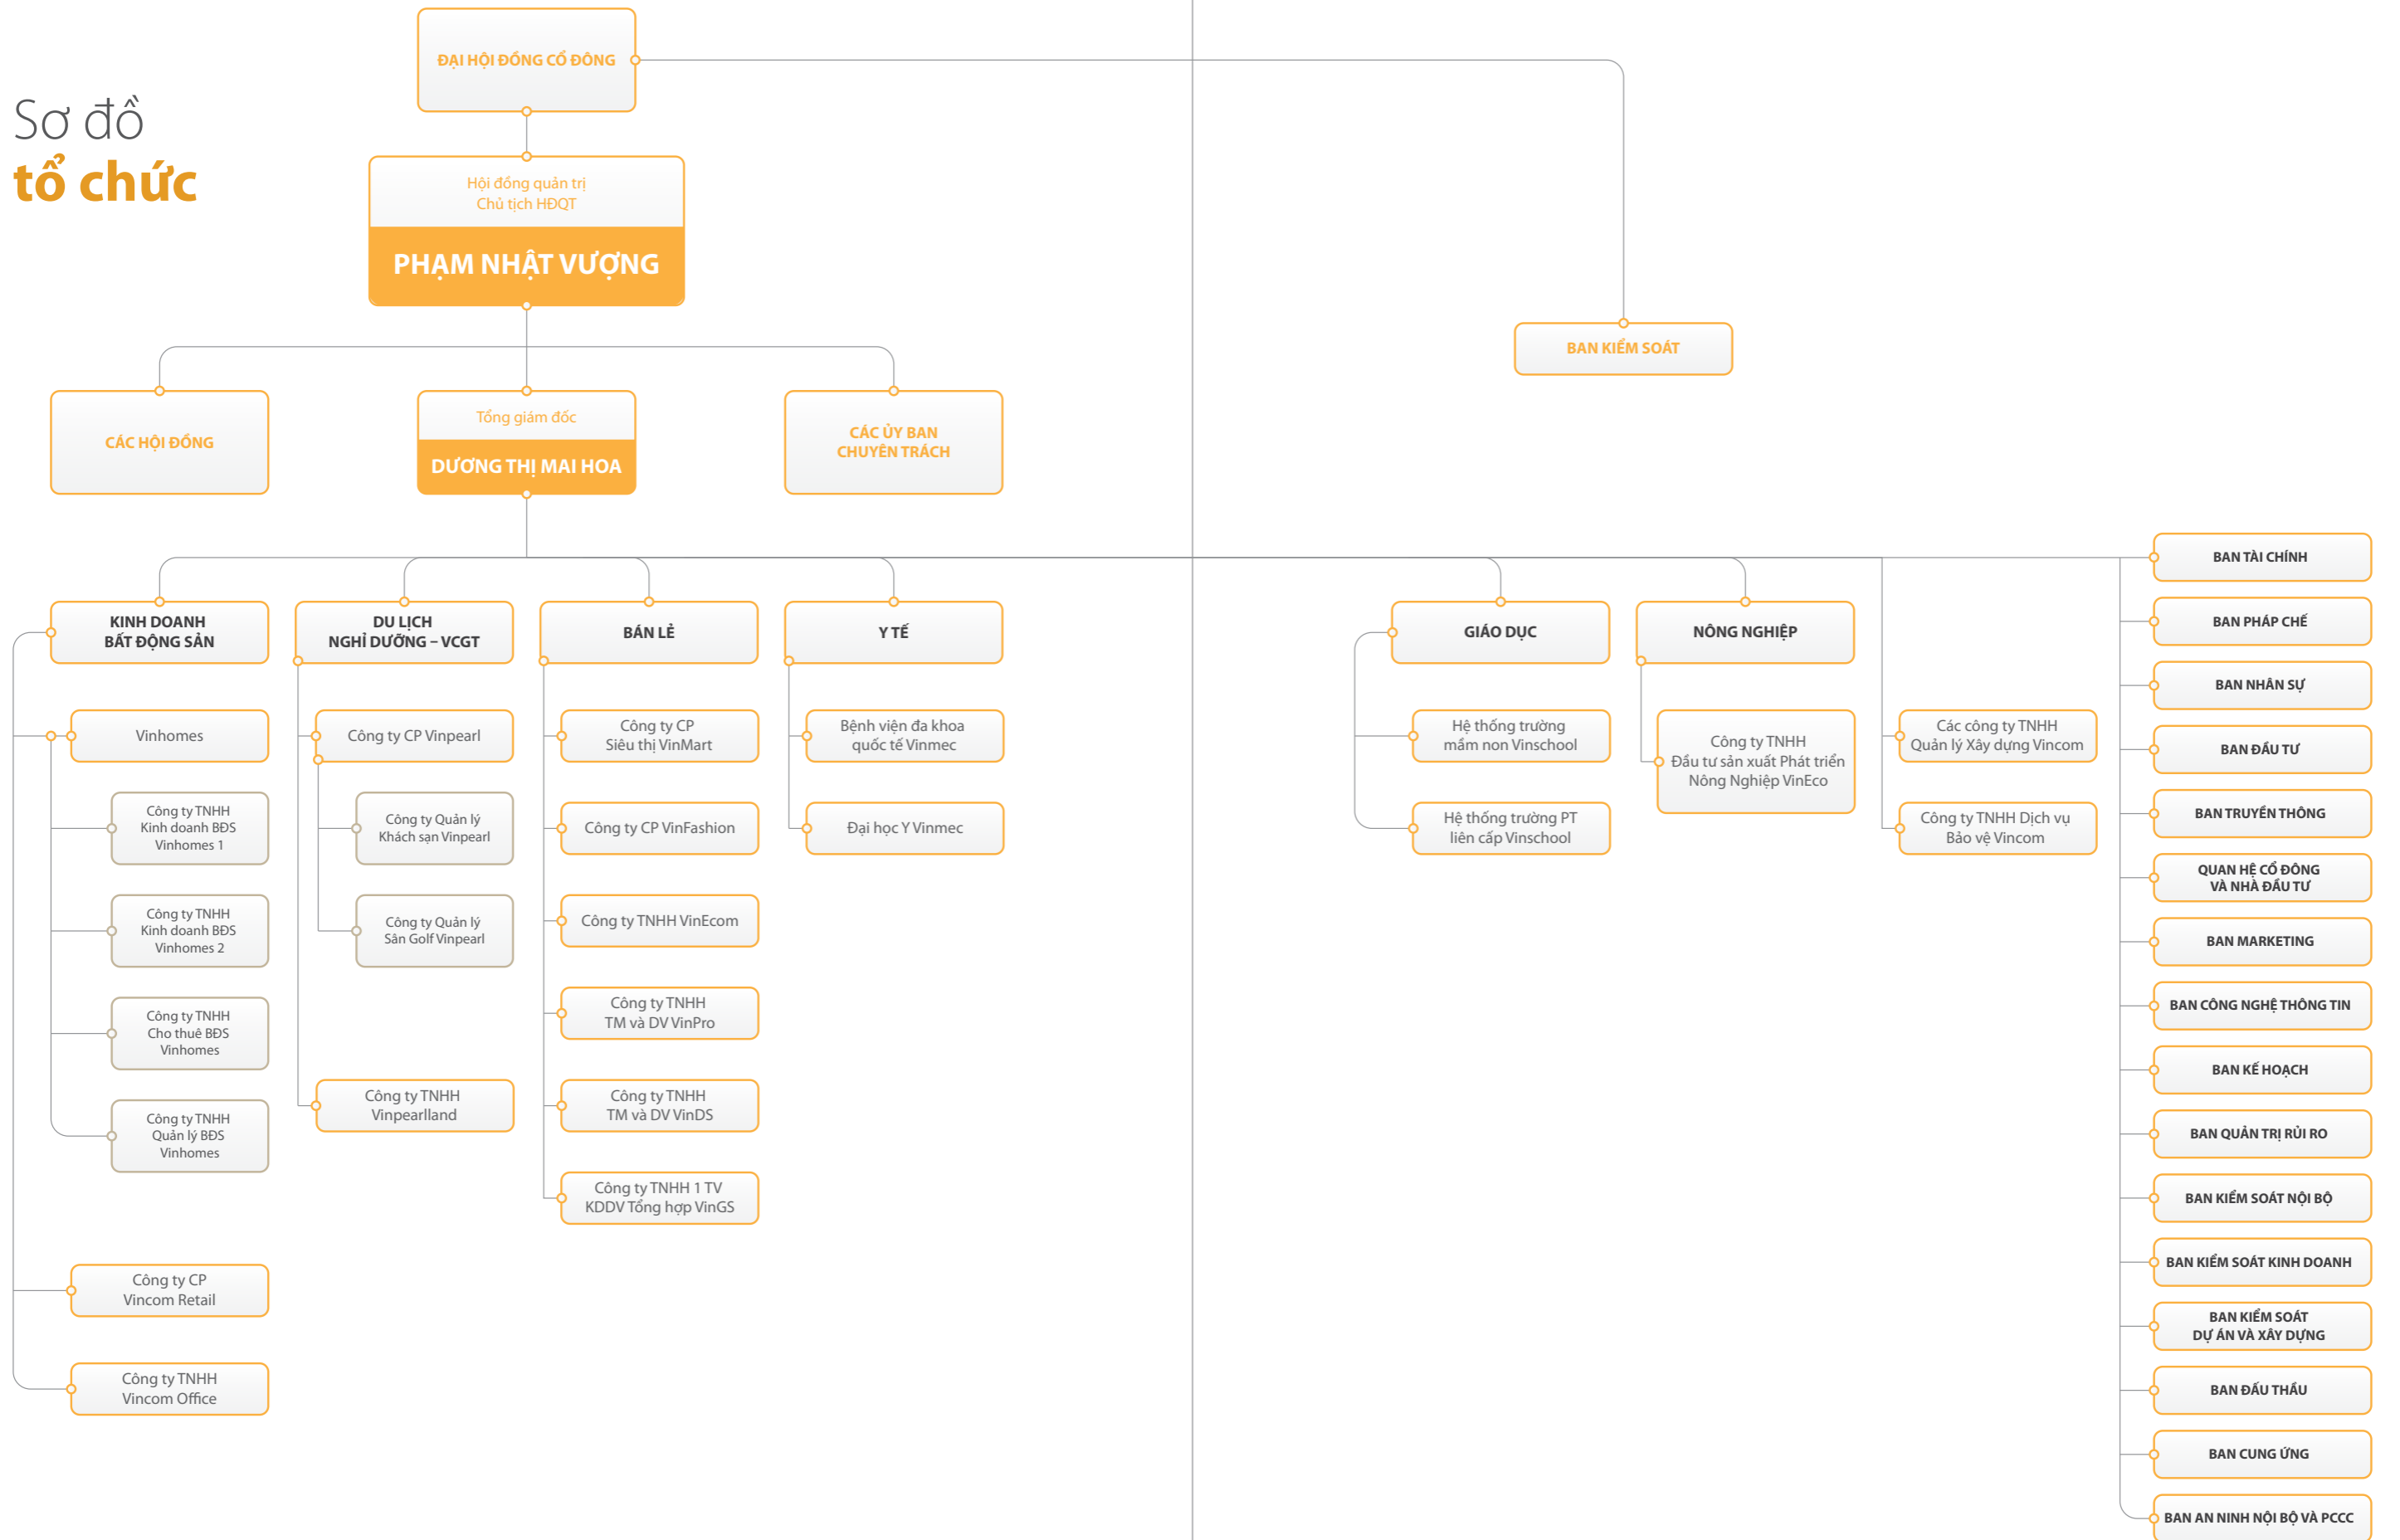 Sơ đồ
tổ chức
ĐẠI HỘI ĐỒNG CỔ ĐÔNG
Hội đồng quản trị
Chủ tịch HĐQT
PHẠM NHẬT VƯỢNG
BAN KIỂM SOÁT
CÁC HỘI ĐỒNG
Tổng giám đốc
DƯƠNG THỊ MAI HOA
CÁC ỦY BAN
CHUYÊN TRÁCH
KINH DOANH
BẤT ĐỘNG SẢN
Vinhomes
Công ty TNHH
Kinh doanh BĐS
Vinhomes 1
Công ty TNHH
Kinh doanh BĐS
Vinhomes 2
Công ty TNHH
Cho thuê BĐS
Vinhomes
Công ty TNHH
Quản lý BĐS
Vinhomes
Công ty CP
Vincom Retail
Công ty TNHH
Vincom Office
DU LỊCH
NGHỈ DƯỠNG – VCGT
Công ty CP Vinpearl
Công ty Quản lý
Khách sạn Vinpearl
Công ty Quản lý
Sân Golf Vinpearl
Công ty TNHH
Vinpearlland
BÁN LẺ
Công ty CP
Siêu thị VinMart
Công ty CP VinFashion
Công ty TNHH VinEcom
Công ty TNHH
TM và DV VinPro
Công ty TNHH
TM và DV VinDS
Công ty TNHH 1 TV
KDDV Tổng hợp VinGS
Y TẾ
Bệnh viện đa khoa
quốc tế Vinmec
Đại học Y Vinmec
GIÁO DỤC
Hệ thống trường
mầm non Vinschool
Hệ thống trường PT
liên cấp Vinschool
NÔNG NGHIỆP
Công ty TNHH
Đầu tư sản xuất Phát triển
Nông Nghiệp VinEco
Các công ty TNHH
Quản lý Xây dựng Vincom
Công ty TNHH Dịch vụ
Bảo vệ Vincom
BAN TÀI CHÍNH
BAN PHÁP CHẾ
BAN NHÂN SỰ
BAN ĐẦU TƯ
BAN TRUYỀN THÔNG
QUAN HỆ CỔ ĐÔNG
VÀ NHÀ ĐẦU TƯ
BAN MARKETING
BAN CÔNG NGHỆ THÔNG TIN
BAN KẾ HOẠCH
BAN QUẢN TRỊ RỦI RO
BAN KIỂM SOÁT NỘI BỘ
BAN KIỂM SOÁT KINH DOANH
BAN KIỂM SOÁT
DỰ ÁN VÀ XÂY DỰNG
BAN ĐẤU THẦU
BAN CUNG ỨNG
BAN AN NINH NỘI BỘ VÀ PCCC